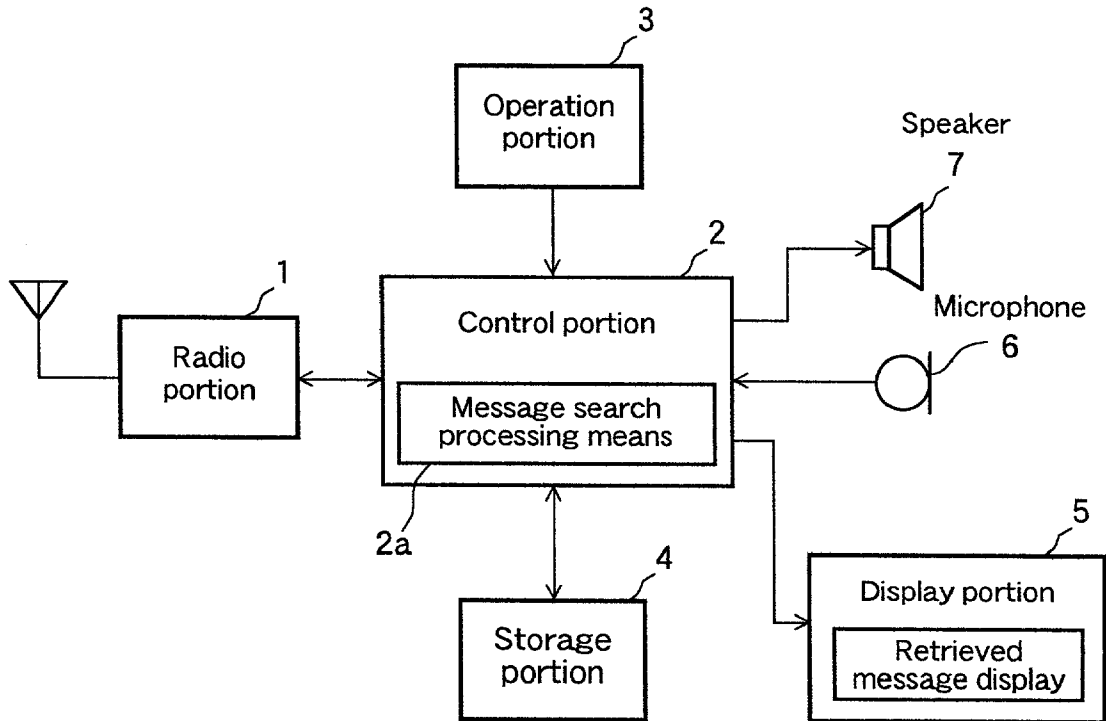 3
Operation
portion
Speaker
7
2
1
Control portion
Microphone
6
Radio
portion
Message search
processing means
2a
4
5
Storage
portion
Display portion
Retrieved
message display